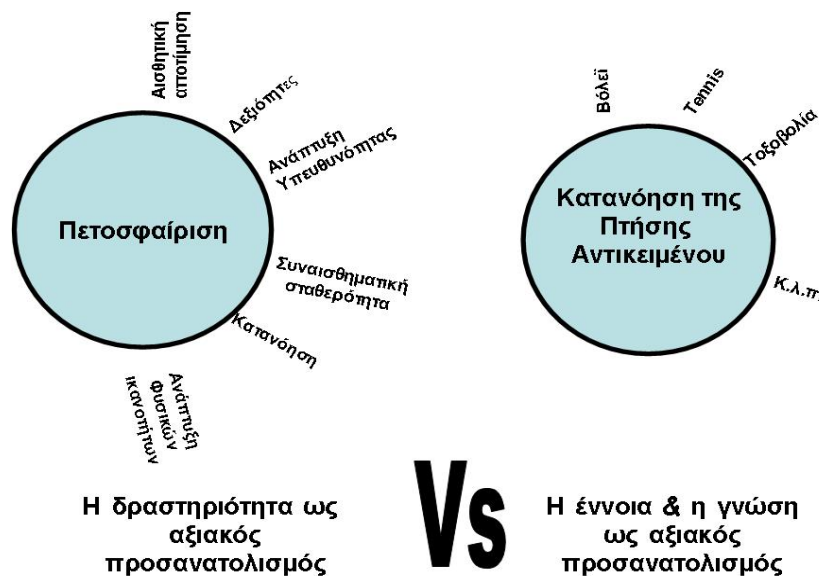 Αισθητική
αποτίμηση
Δεξιότητες
Ανάπτυξη
Υπευθυνότητας
Πετοσφαίριση
Συναισθηματική
σταθερότητα
Κατανόηση
Ανάπτυξη
Φυσικών
ικανοτήτων
Η δραστηριότητα ως
αξιακός
προσανατολισμός
Vs
Βόλεϊ
Tennis
Τοξοβολία
Κατανόηση της
Πτήσης
Αντικειμένου
Κ.λ.π.
Η έννοια & η γνώση
ως αξιακός
προσανατολισμός